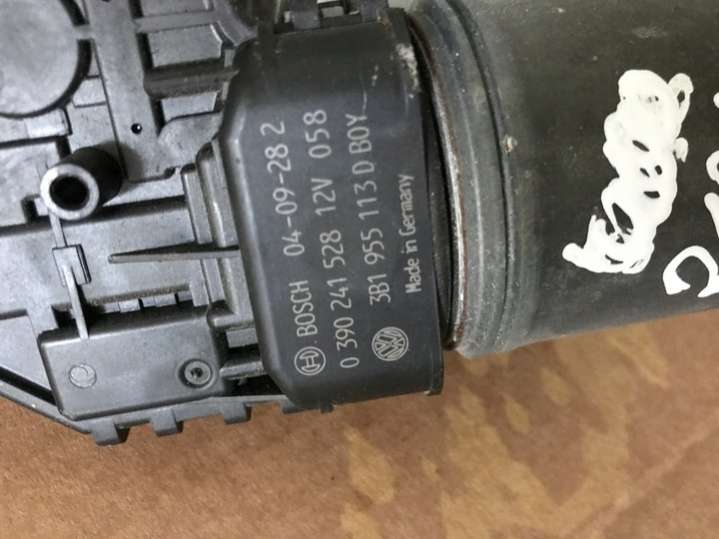 BOSCH 04-09-28 2
0 390 241 528 12V 058
3B1 955 113 D BOY
Made in Germany